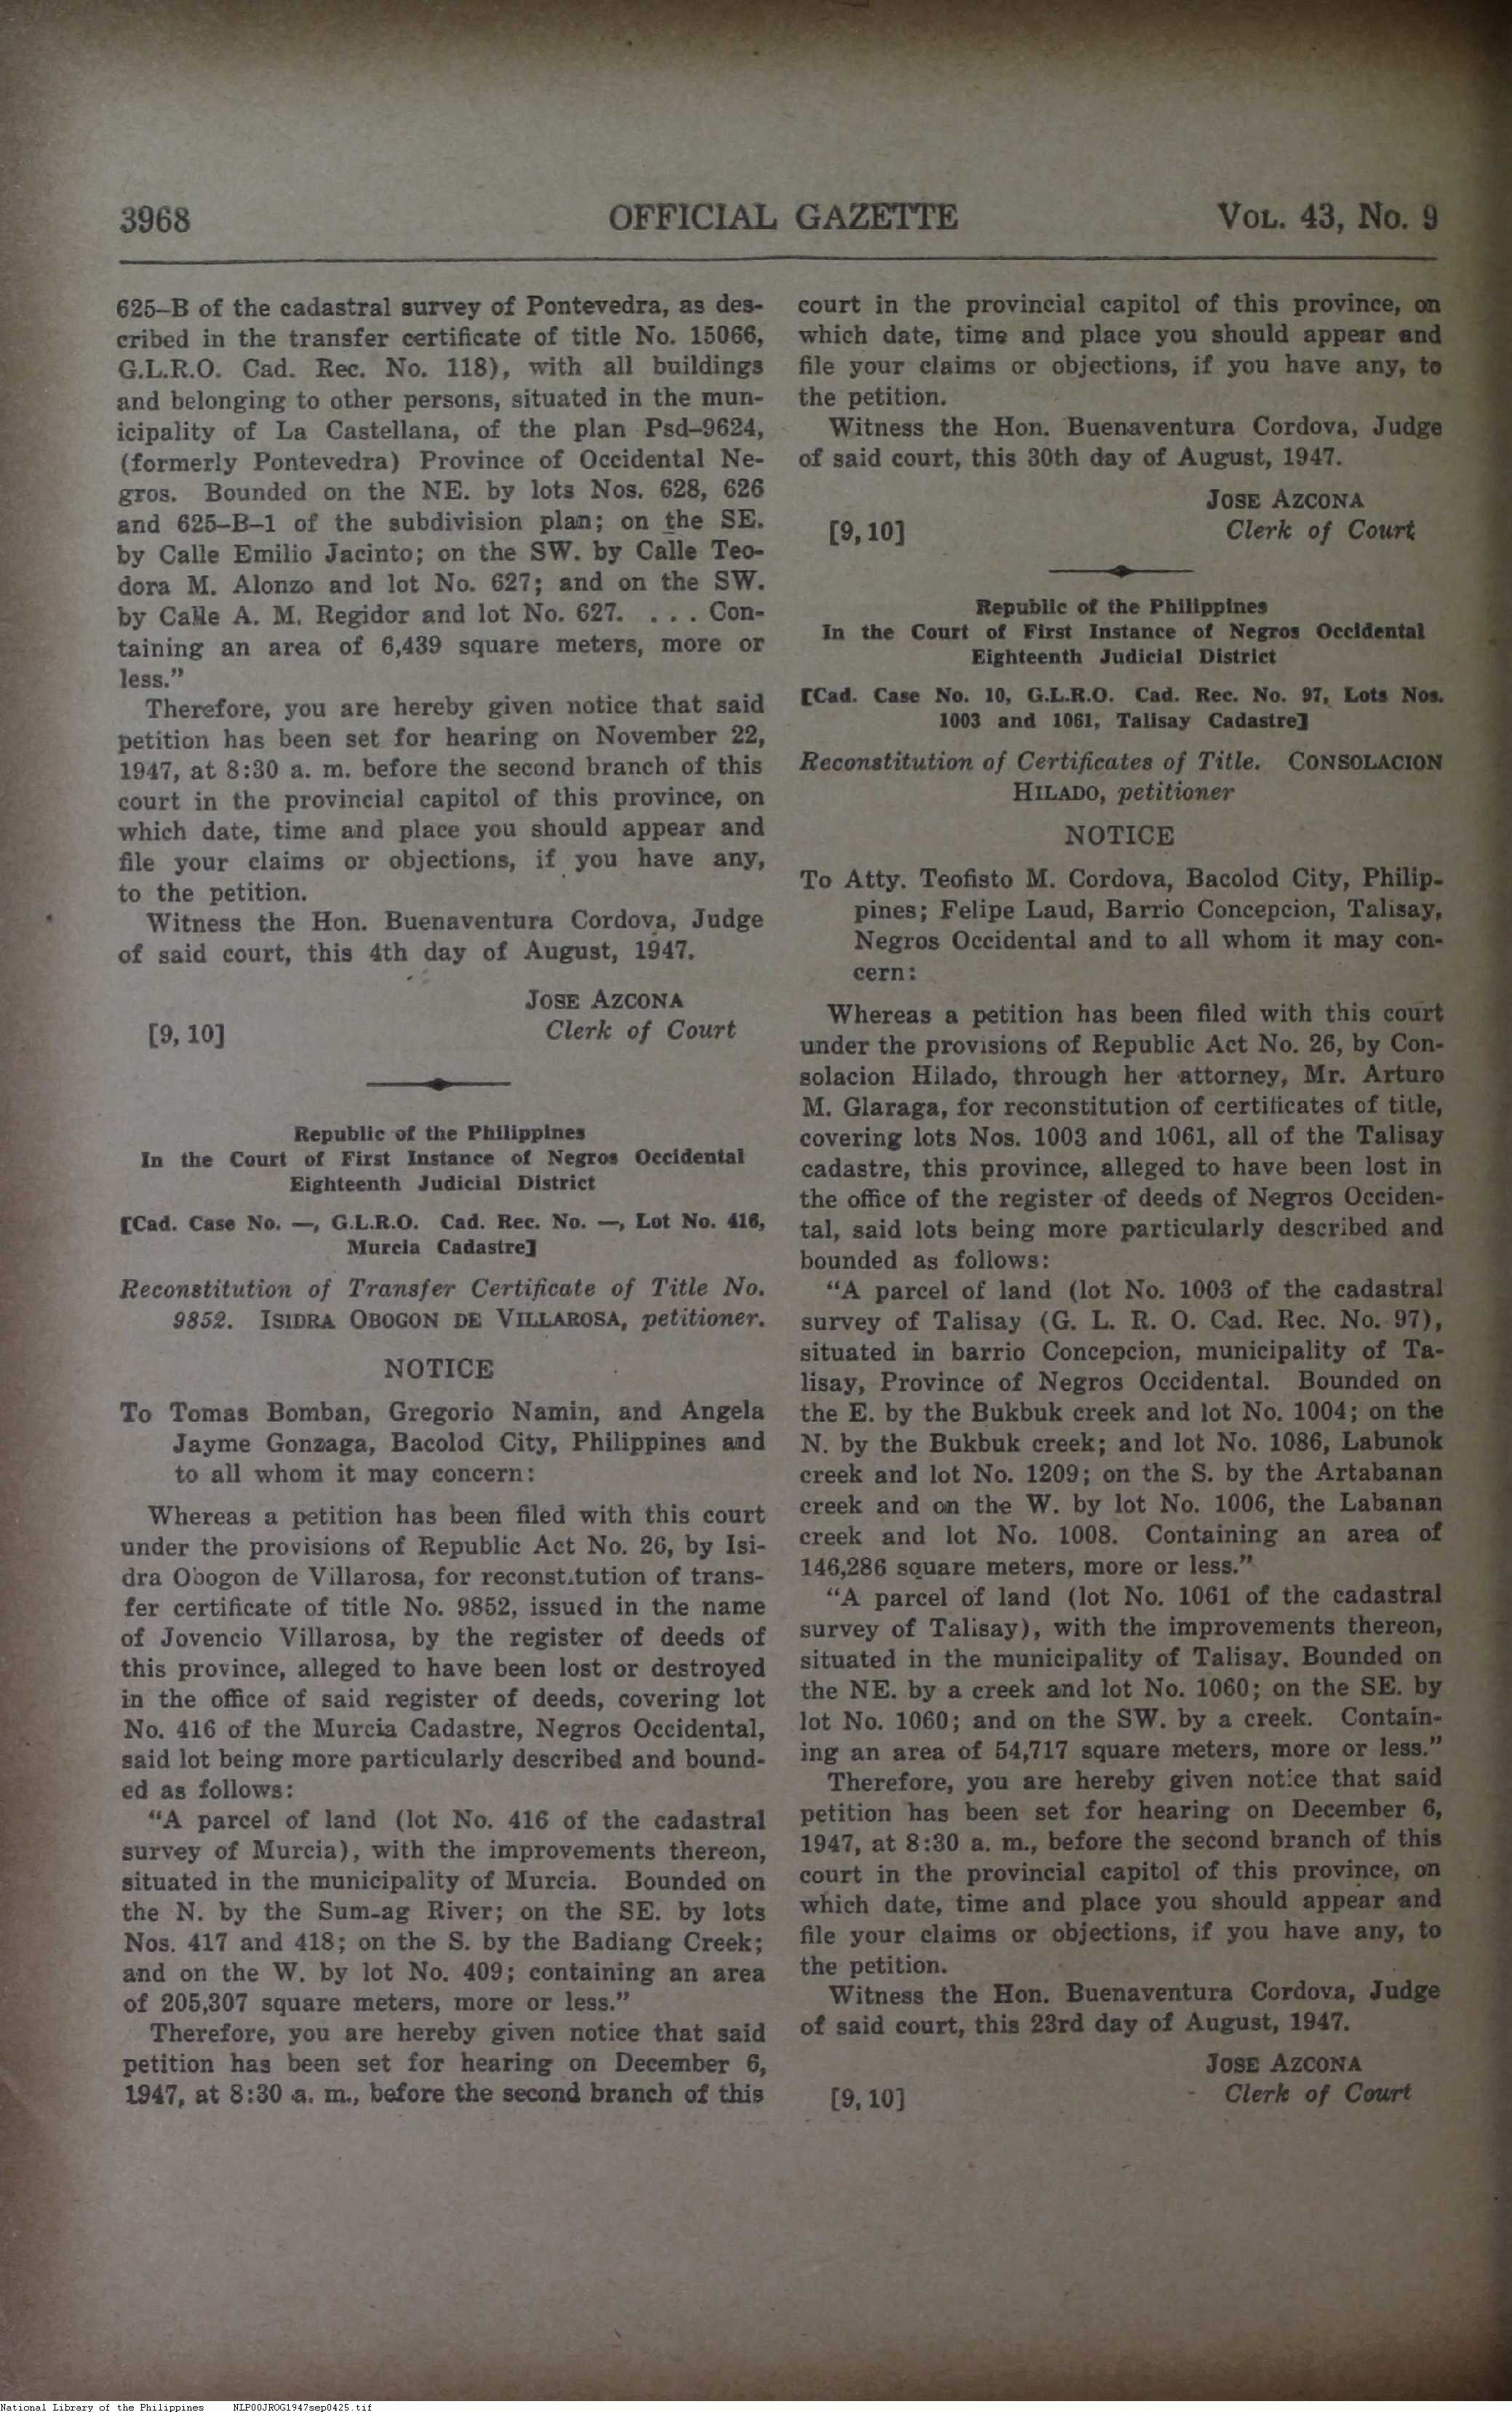 3968 OFFICIAL GAZETTE VOL. 43, No. 9
625–B of the cadastral survey of Pontevedra, as des-
cribed in the transfer certificate of title No. 15066,
G.L.R.O. Cad. Rec. No. 118), with all buildings
and belonging to other persons, situated in the mun-
icipality of La Castellana, of the plan Psd–9624,
(formerly Pontevedra) Province of Occidental Ne-
gros. Bounded on the NE. by lots Nos. 628, 626
and 625–B–1 of the subdivision plan; on the SE.
by Calle Emilio Jacinto; on the SW. by Calle Teo-
dora M. Alonzo and lot No. 627; and on the SW.
by Calle A. M. Regidor and lot No. 627. . . . Con-
taining an area of 6,439 square meters, more or
less.”
Therefore, you are hereby given notice that said
petition has been set for hearing on November 22,
1947, at 8:30 a. m. before the second branch of this
court in the provincial capitol of this province, on
which date, time and place you should appear and
file your claims or objections, if you have any,
to the petition.
Witness the Hon. Buenaventura Cordova, Judge
of said court, this 4th day of August, 1947.
JOSE AZCONA
[9, 10] Clerk of Court
Republic of the Philippines
In the Court of First Instance of Negros Occidental
Eighteenth Judicial District
[Cad. Case No. —, G.L.R.O. Cad. Rec. No. —, Lot No. 416,
Murcia Cadastre]
Reconstitution of Transfer Certificate of Title No.
9852. ISIDRA OBOGON DE VILLAROSA, petitioner.
NOTICE
To Tomas Bomban, Gregorio Namin, and Angela
Jayme Gonzaga, Bacolod City, Philippines and
to all whom it may concern:
Whereas a petition has been filed with this court
under the provisions of Republic Act No. 26, by Isi-
dra Obogon de Villarosa, for reconstitution of trans-
fer certificate of title No. 9852, issued in the name
of Jovencio Villarosa, by the register of deeds of
this province, alleged to have been lost or destroyed
in the office of said register of deeds, covering lot
No. 416 of the Murcia Cadastre, Negros Occidental,
said lot being more particularly described and bound-
ed as follows:
“A parcel of land (lot No. 416 of the cadastral
survey of Murcia), with the improvements thereon,
situated in the municipality of Murcia. Bounded on
the N. by the Sum-ag River; on the SE. by lots
Nos. 417 and 418; on the S. by the Badiang Creek;
and on the W. by lot No. 409; containing an area
of 205,307 square meters, more or less.”
Therefore, you are hereby given notice that said
petition has been set for hearing on December 6,
1947, at 8:30 a. m., before the second branch of this
court in the provincial capitol of this province, on
which date, time and place you should appear and
file your claims or objections, if you have any, to
the petition.
Witness the Hon. Buenaventura Cordova, Judge
of said court, this 30th day of August, 1947.
JOSE AZCONA
[9, 10] Clerk of Court
Republic of the Philippines
In the Court of First Instance of Negros Occidental
Eighteenth Judicial District
[Cad. Case No. 10, G.L.R.O. Cad. Rec. No. 97, Lots Nos.
1003 and 1061, Talisay Cadastre]
Reconstitution of Certificates of Title. CONSOLACION
HILADO, petitioner
NOTICE
To Atty. Teofisto M. Cordova, Bacolod City, Philip-
pines; Felipe Laud, Barrio Concepcion, Talisay,
Negros Occidental and to all whom it may con-
cern:
Whereas a petition has been filed with this court
under the provisions of Republic Act No. 26, by Con-
solacion Hilado, through her attorney, Mr. Arturo
M. Glaraga, for reconstitution of certificates of title,
covering lots Nos. 1003 and 1061, all of the Talisay
cadastre, this province, alleged to have been lost in
the office of the register of deeds of Negros Occiden-
tal, said lots being more particularly described and
bounded as follows:
“A parcel of land (lot No. 1003 of the cadastral
survey of Talisay (G. L. R. O. Cad. Rec. No. 97),
situated in barrio Concepcion, municipality of Ta-
lisay, Province of Negros Occidental. Bounded on
the E. by the Bukbuk creek and lot No. 1004; on the
N. by the Bukbuk creek; and lot No. 1086, Labunok
creek and lot No. 1209; on the S. by the Artabanan
creek and on the W. by lot No. 1006, the Labanan
creek and lot No. 1008. Containing an area of
146,286 square meters, more or less.”
“A parcel of land (lot No. 1061 of the cadastral
survey of Talisay), with the improvements thereon,
situated in the municipality of Talisay. Bounded on
the NE. by a creek and lot No. 1060; on the SE. by
lot No. 1060; and on the SW. by a creek. Contain-
ing an area of 54,717 square meters, more or less.”
Therefore, you are hereby given notice that said
petition has been set for hearing on December 6,
1947, at 8:30 a. m., before the second branch of this
court in the provincial capitol of this province, on
which date, time and place you should appear and
file your claims or objections, if you have any, to
the petition.
Witness the Hon. Buenaventura Cordova, Judge
of said court, this 23rd day of August, 1947.
JOSE AZCONA
[9, 10] Clerk of Court
National Library of the Philippines NLP00JROG1947sep0425.tif